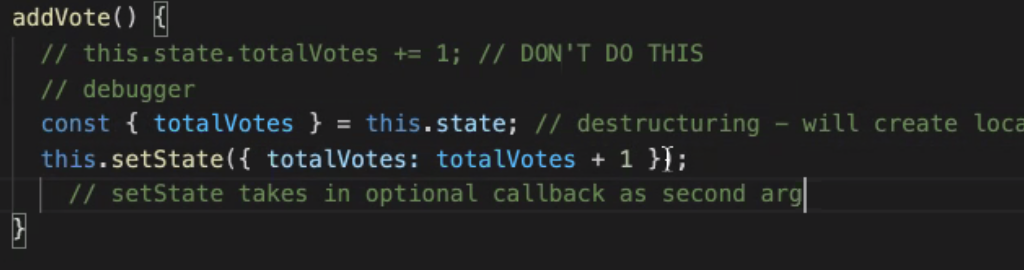 addVote() {
// this.state.totalVotes += 1; // DON'T DO THIS
// debugger
const { totalVotes } = this.state; // destructuring – will create loca
this.setState({ totalVotes: totalVotes + 1 });
// setState takes in optional callback as second arg
}